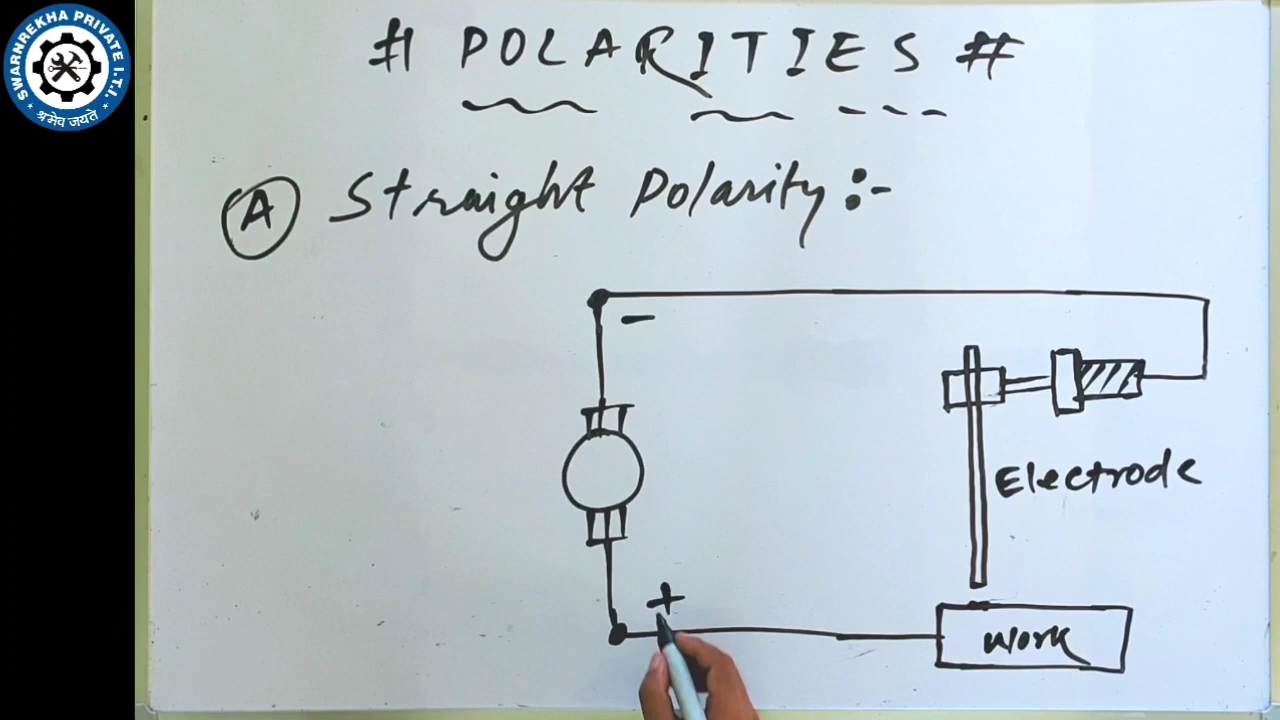 SWARNREKHA PRIVATE I.T.I.
श्रमेव जयते
# POLARITIES #
A Straight Polarity :-
-
Electrode
+
Work